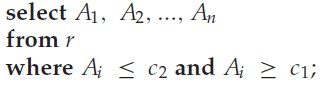 select A₁, A₂, ..., Aₙ
from r
where Aᵢ ≤ c₂ and Aᵢ ≥ c₁;